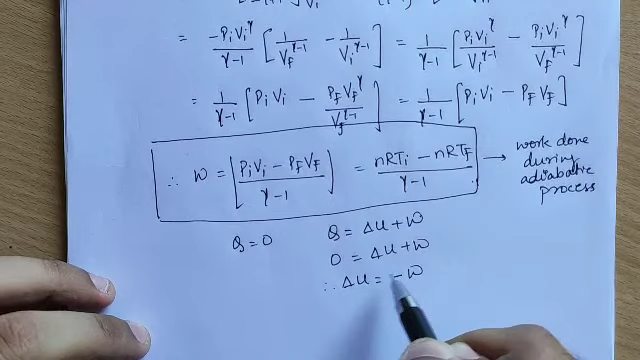 = -PiVi^γ/γ-1 [1/Vf^γ-1 - 1/Vi^γ-1] = 1/γ-1 [PiVi^γ/Vi^γ-1 - PiVi^γ/Vf^γ-1]
= 1/γ-1 [PiVi - PfVf^γ/Vf^γ-1] = 1/γ-1 [PiVi - PfVf]
∴ W = [PiVi - PfVf/γ-1] = nRTi - nRTf/γ-1 → work done during adiabatic process
Q = 0 Q = Δu + W
0 = Δu + W
∴ Δu = -W